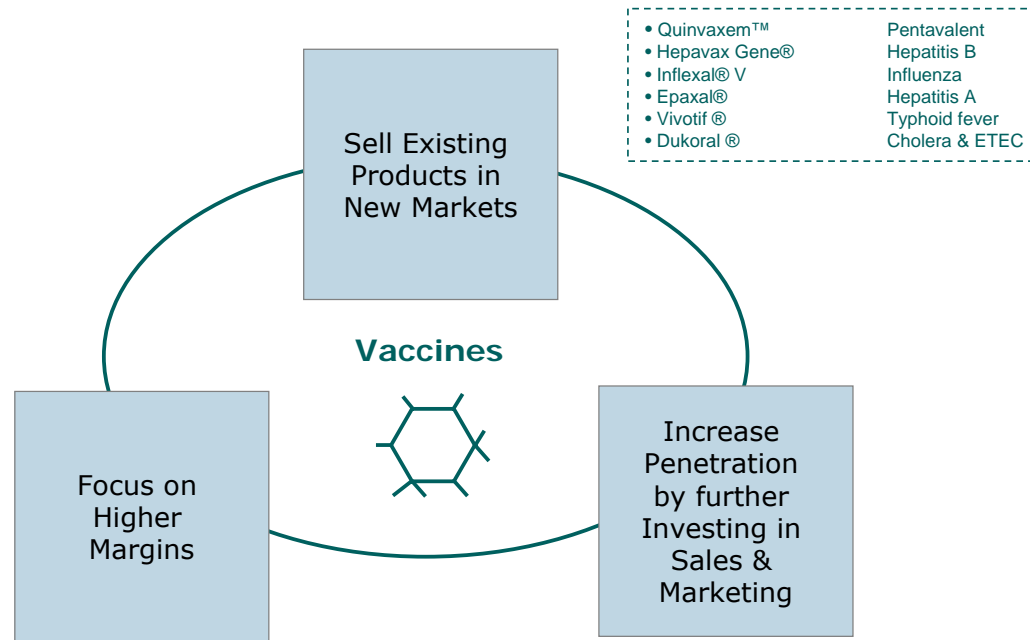 • Quinvaxem™ Pentavalent
• Hepavax Gene® Hepatitis B
• Inflexal® V Influenza
• Epaxal® Hepatitis A
• Vivotif ® Typhoid fever
• Dukoral ® Cholera & ETEC
Sell Existing
Products in
New Markets
Vaccines
Focus on
Higher
Margins
Increase
Penetration
by further
Investing in
Sales &
Marketing